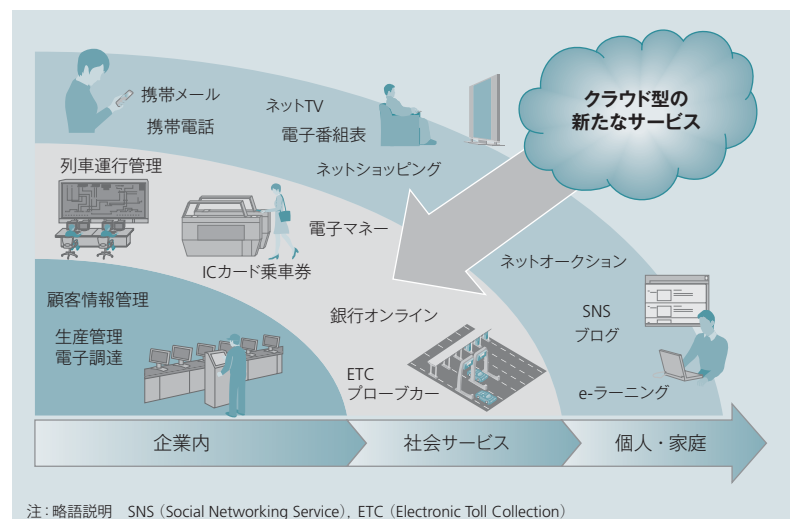 携帯メール
携帯電話
ネットTV
電子番組表
ネットショッピング
クラウド型の
新たなサービス
列車運行管理
ICカード乗車券
電子マネー
ネットオークション
SNS
ブログ
e-ラーニング
顧客情報管理
生産管理
電子調達
銀行オンライン
ETC
プローブカー
企業内
社会サービス
個人・家庭
注：略語説明　SNS（Social Networking Service），ETC（Electronic Toll Collection）